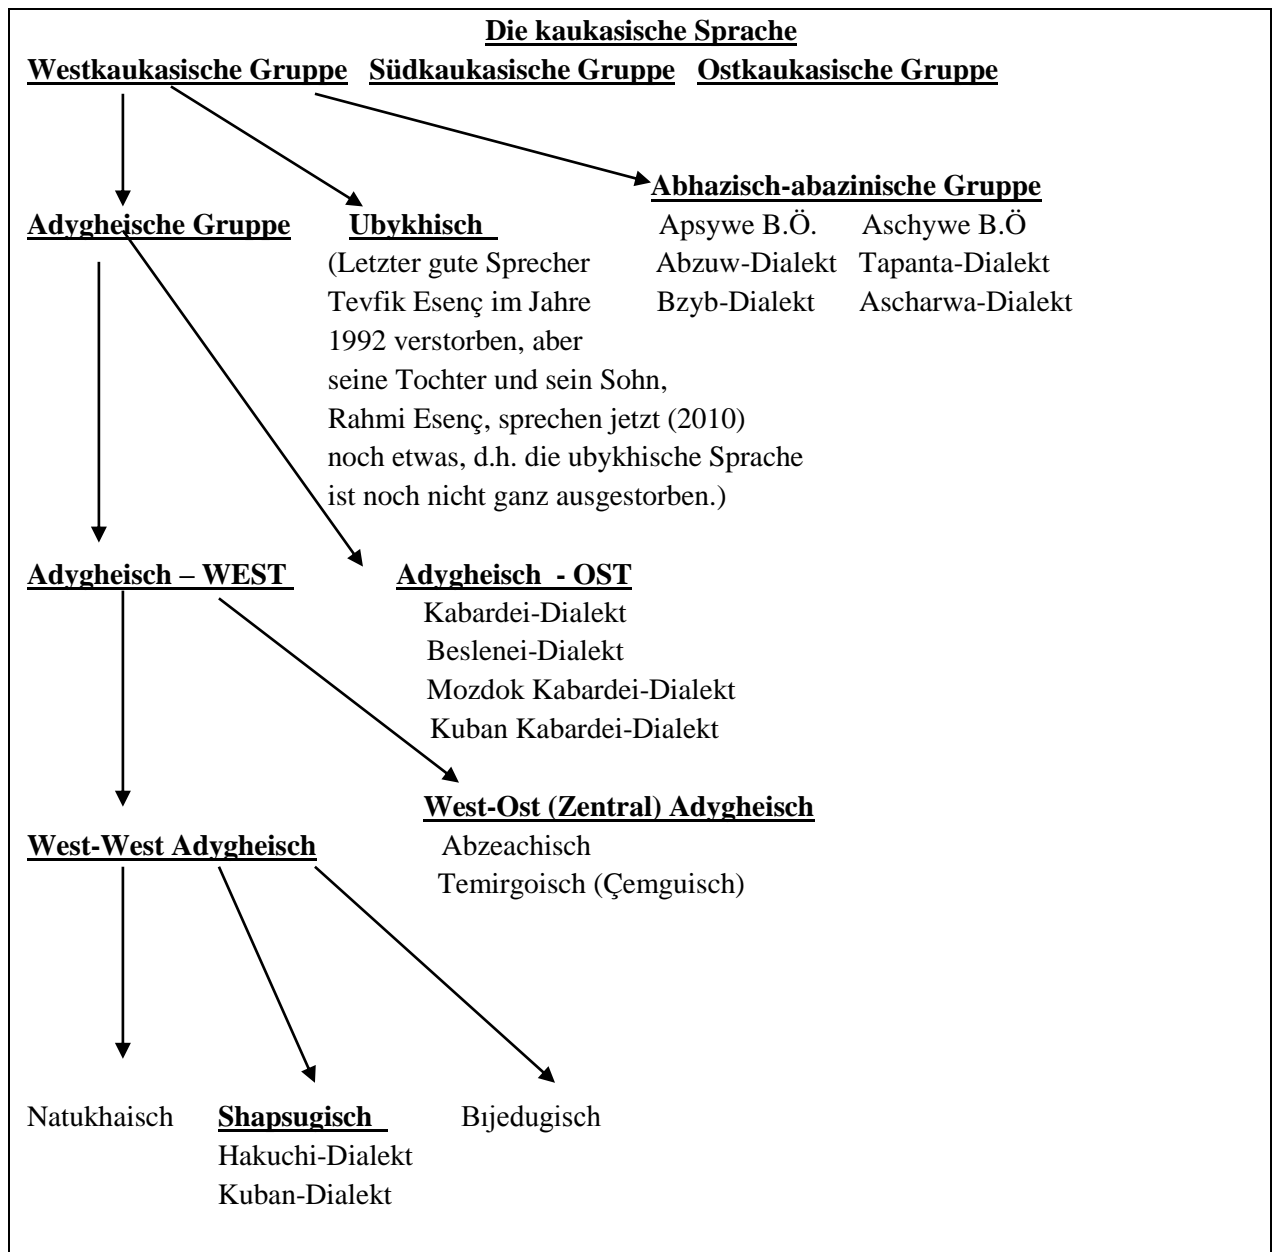 Die kaukasische Sprache
Westkaukasische Gruppe Südkaukasische Gruppe Ostkaukasische Gruppe
Abhazisch-abazinische Gruppe
Adygheische Gruppe Ubykhisch Apsywe B.Ö. Aschywe B.Ö
(Letzter gute Sprecher Abzuw-Dialekt Tapanta-Dialekt
Tevfik Esenç im Jahre Bzyb-Dialekt Ascharwa-Dialekt
1992 verstorben, aber
seine Tochter und sein Sohn,
Rahmi Esenç, sprechen jetzt (2010)
noch etwas, d.h. die ubykhische Sprache
ist noch nicht ganz ausgestorben.)
Adygheisch – WEST Adygheisch - OST
Kabardei-Dialekt
Beslenei-Dialekt
Mozdok Kabardei-Dialekt
Kuban Kabardei-Dialekt
West-Ost (Zentral) Adygheisch
West-West Adygheisch Abzeachisch
Temirgoisch (Çemguisch)
Natukhaisch Shapsugisch Bıjedugisch
Hakuchi-Dialekt
Kuban-Dialekt